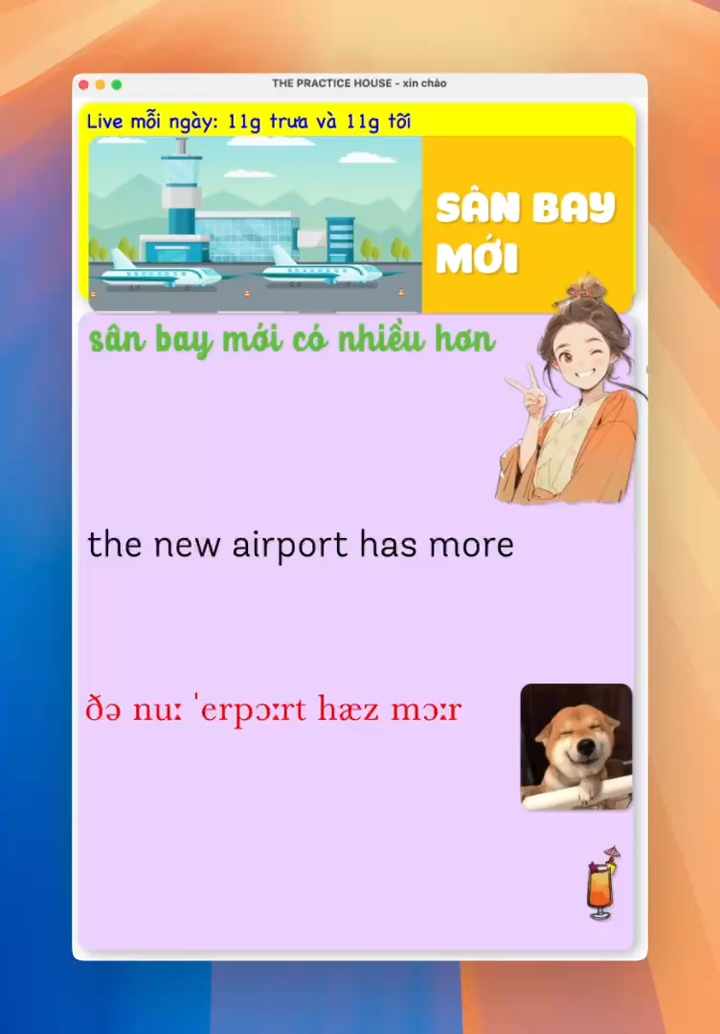 THE PRACTICE HOUSE - xin chào
Live mỗi ngày: 11g trưa và 11g tối
SÂN BAY
MỚI
sân bay mới có nhiều hơn
the new airport has more
ðə nuː ˈerpɔːrt hæz mɔːr